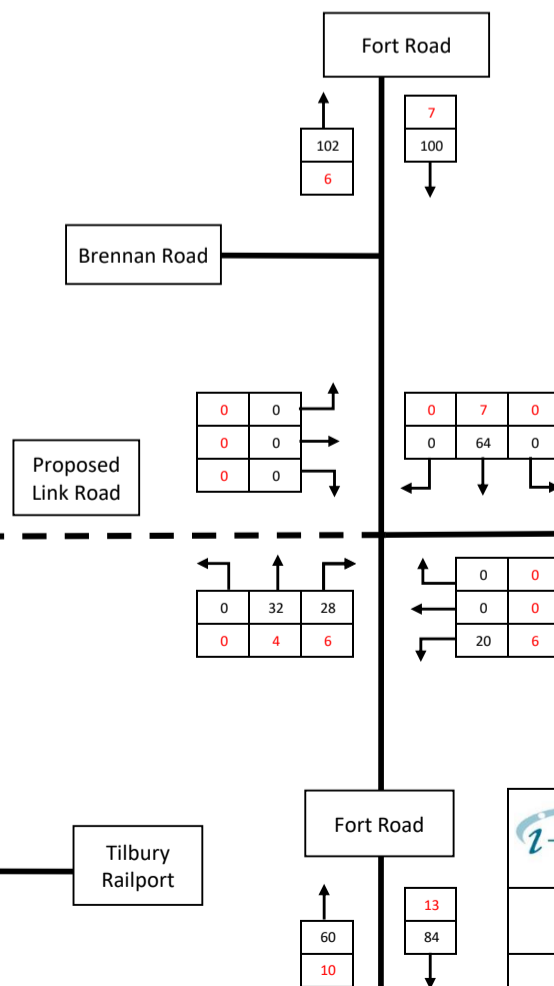 Fort Road
7
102
100
6
Brennan Road
0 0
0 7 0
0 0
0 64 0
0 0
Proposed
Link Road
0 0
0 32 28
0 0
0 4 6
20 6
Fort Road
Tilbury
Railport
13
60
84
10